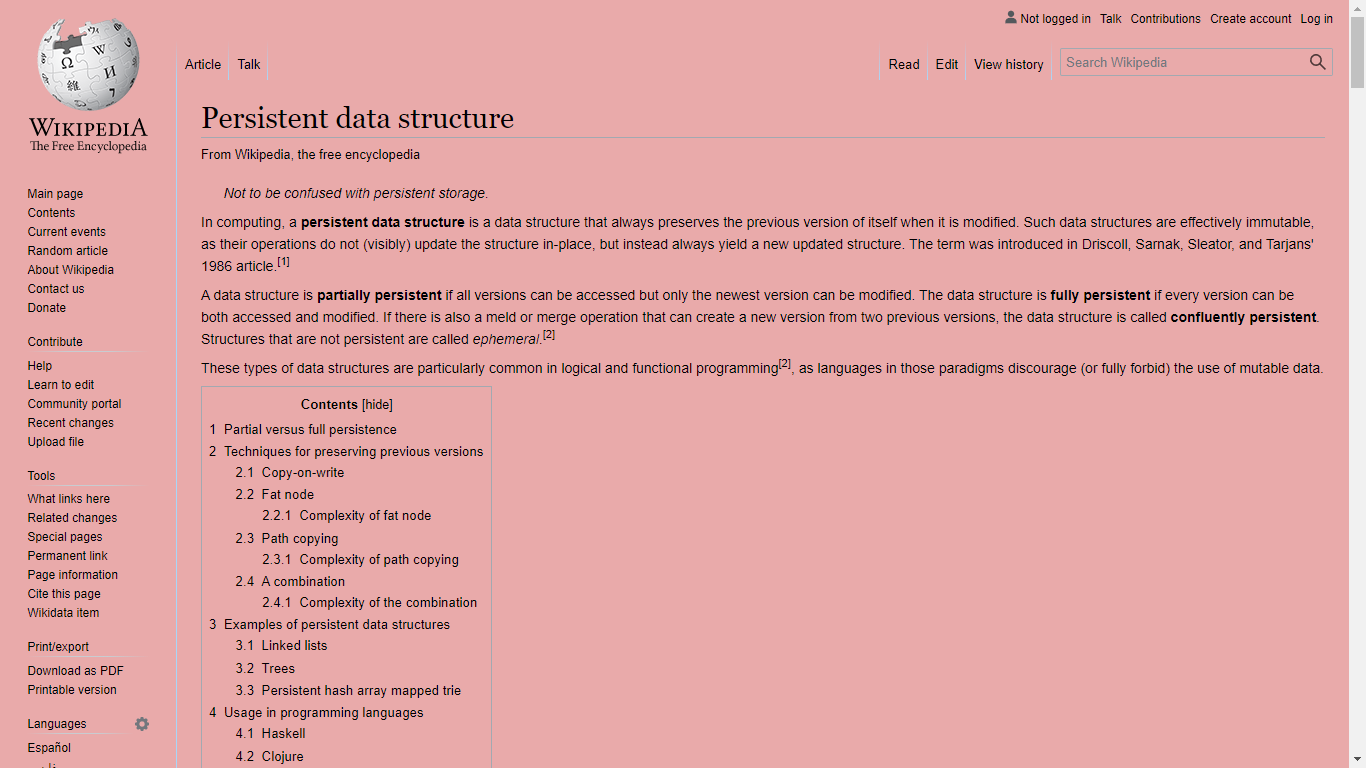 Not logged in Talk Contributions Create account Log in
Article Talk Read Edit View history Search Wikipedia
WIKIPEDIA
The Free Encyclopedia
Main page
Contents
Current events
Random article
About Wikipedia
Contact us
Donate
Contribute
Help
Learn to edit
Community portal
Recent changes
Upload file
Tools
What links here
Related changes
Special pages
Permanent link
Page information
Cite this page
Wikidata item
Print/export
Download as PDF
Printable version
Languages
Español
Persistent data structure
From Wikipedia, the free encyclopedia
Not to be confused with persistent storage.
In computing, a persistent data structure is a data structure that always preserves the previous version of itself when it is modified. Such data structures are effectively immutable,
as their operations do not (visibly) update the structure in-place, but instead always yield a new updated structure. The term was introduced in Driscoll, Sarnak, Sleator, and Tarjans'
1986 article.[1]
A data structure is partially persistent if all versions can be accessed but only the newest version can be modified. The data structure is fully persistent if every version can be
both accessed and modified. If there is also a meld or merge operation that can create a new version from two previous versions, the data structure is called confluently persistent.
Structures that are not persistent are called ephemeral.[2]
These types of data structures are particularly common in logical and functional programming[2], as languages in those paradigms discourage (or fully forbid) the use of mutable data.
Contents [hide]
1 Partial versus full persistence
2 Techniques for preserving previous versions
2.1 Copy-on-write
2.2 Fat node
2.2.1 Complexity of fat node
2.3 Path copying
2.3.1 Complexity of path copying
2.4 A combination
2.4.1 Complexity of the combination
3 Examples of persistent data structures
3.1 Linked lists
3.2 Trees
3.3 Persistent hash array mapped trie
4 Usage in programming languages
4.1 Haskell
4.2 Clojure